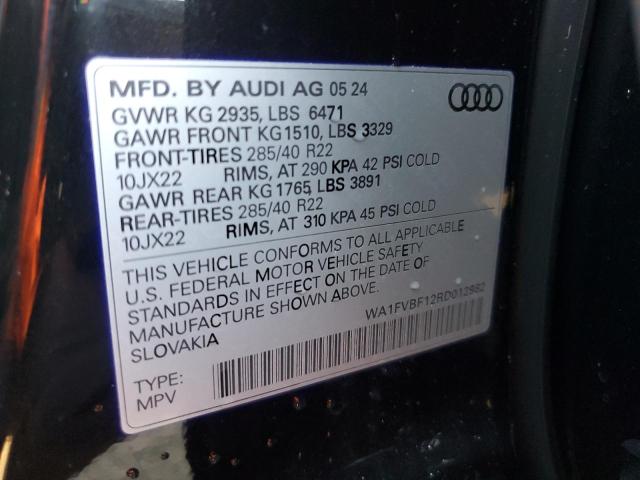 MFD. BY AUDI AG 05 24
GVWR KG 2935, LBS 6471
GAWR FRONT KG1510, LBS 3329
FRONT-TIRES 285/40 R22
10JX22 RIMS, AT 290 KPA 42 PSI COLD
GAWR REAR KG 1765 LBS 3891
REAR-TIRES 285/40 R22
10JX22 RIMS, AT 310 KPA 45 PSI COLD
THIS VEHICLE CONFORMS TO ALL APPLICABLE
U.S. FEDERAL MOTOR VEHICLE SAFETY
STANDARDS IN EFFECT ON THE DATE OF
MANUFACTURE SHOWN ABOVE.
SLOVAKIA
WA1FVBF12RD012982
TYPE:
MPV